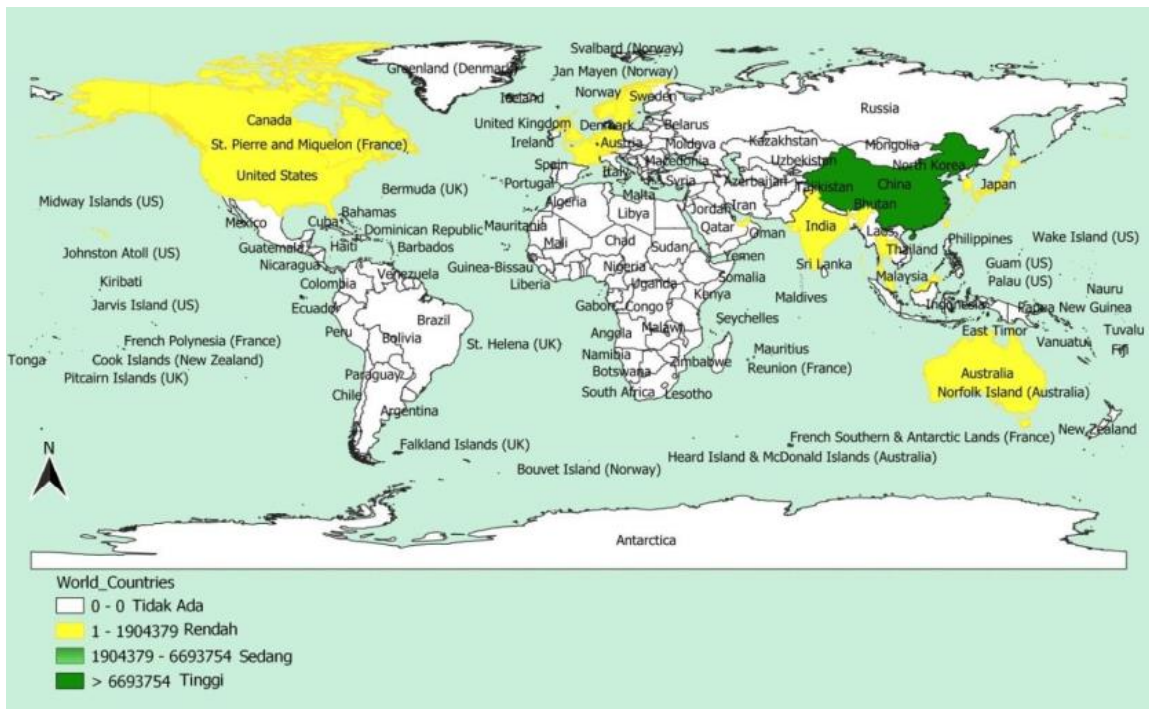 Svalbard (Norway)
Greenland (Denmark)
Jan Mayen (Norway)
Iceland
Norway
Sweden
Russia
Canada
United Kingdom
Denmark
Belarus
Ireland
Austria
Moldova
Kazakhstan
Mongolia
St. Pierre and Miquelon (France)
Spain
Italy
Macedonia
Uzbekistan
North Korea
United States
Portugal
Syria
Azerbaijan
Tajikistan
China
Japan
Bermuda (UK)
Algeria
Malta
Jordan
Iran
Bhutan
Midway Islands (US)
Mexico
Cuba
Bahamas
Mauritania
Libya
Qatar
Oman
India
Laos
Philippines
Wake Island (US)
Dominican Republic
Johnston Atoll (US)
Guatemala
Haiti
Barbados
Mali
Chad
Sudan
Yemen
Thailand
Guam (US)
Nicaragua
Venezuela
Guinea-Bissau
Nigeria
Somalia
Sri Lanka
Malaysia
Palau (US)
Kiribati
Colombia
Liberia
Uganda
Kenya
Maldives
Nauru
Jarvis Island (US)
Ecuador
Gabon
Congo
Seychelles
Indonesia
Papua New Guinea
Brazil
Angola
Malawi
East Timor
Tuvalu
French Polynesia (France)
Peru
Bolivia
St. Helena (UK)
Mauritius
Vanuatu
Fiji
Tonga
Cook Islands (New Zealand)
Namibia
Zimbabwe
Reunion (France)
Pitcairn Islands (UK)
Paraguay
Botswana
Australia
Chile
South Africa
Lesotho
Norfolk Island (Australia)
Argentina
New Zealand
Falkland Islands (UK)
French Southern & Antarctic Lands (France)
N
Heard Island & McDonald Islands (Australia)
Bouvet Island (Norway)
Antarctica
World_Countries
0 - 0 Tidak Ada
1 - 1904379 Rendah
1904379 - 6693754 Sedang
> 6693754 Tinggi